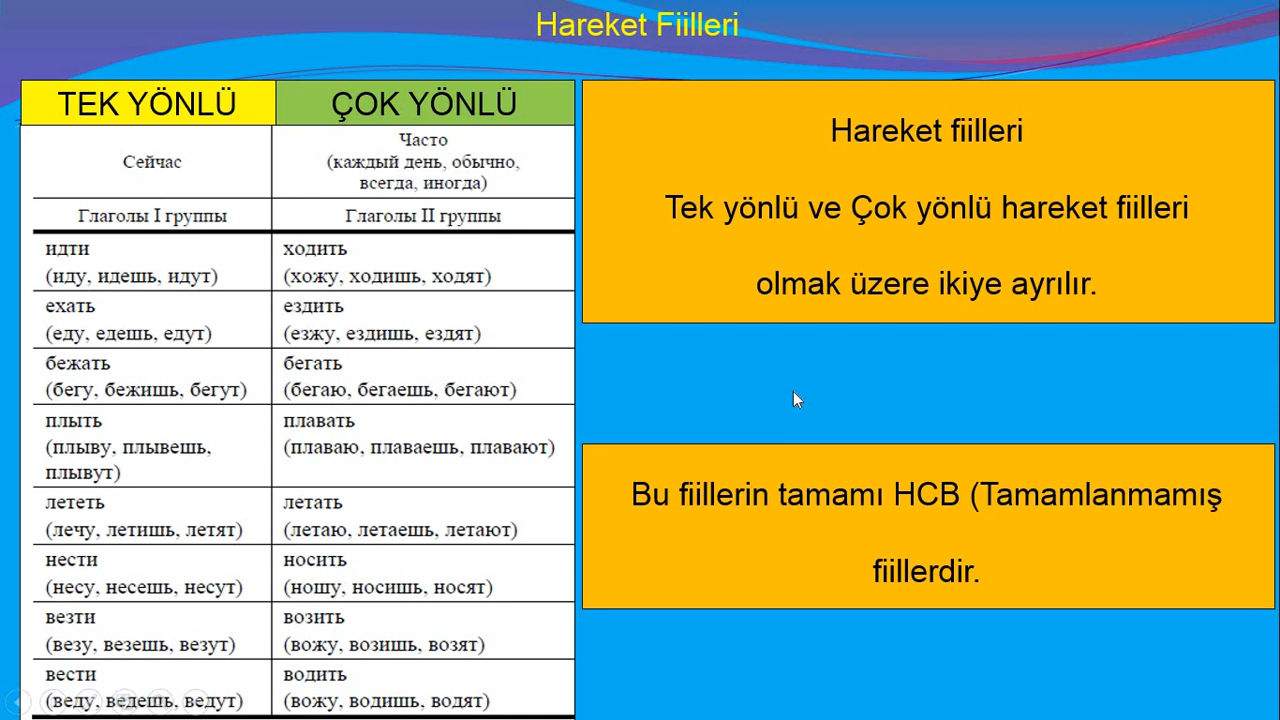 Hareket Fiilleri
TEK YÖNLÜ
ÇOK YÖNLÜ
Сейчас
Часто
(каждый день, обычно,
всегда, иногда)
Глаголы I группы
Глаголы II группы
идти
(иду, идешь, идут)
ходить
(хожу, ходишь, ходят)
ехать
(еду, едешь, едут)
ездить
(езжу, ездишь, ездят)
бежать
(бегу, бежишь, бегут)
бегать
(бегаю, бегаешь, бегают)
плыть
(плыву, плывешь,
плывут)
плавать
(плаваю, плаваешь, плавают)
лететь
(лечу, летишь, летят)
летать
(летаю, летаешь, летают)
нести
(несу, несешь, несут)
носить
(ношу, носишь, носят)
везти
(везу, везешь, везут)
возить
(вожу, возишь, возят)
вести
(веду, ведешь, ведут)
водить
(вожу, водишь, водят)
Hareket fiilleri
Tek yönlü ve Çok yönlü hareket fiilleri
olmak üzere ikiye ayrılır.
Bu fiillerin tamamı НСВ (Tamamlanmamış
fiillerdir.